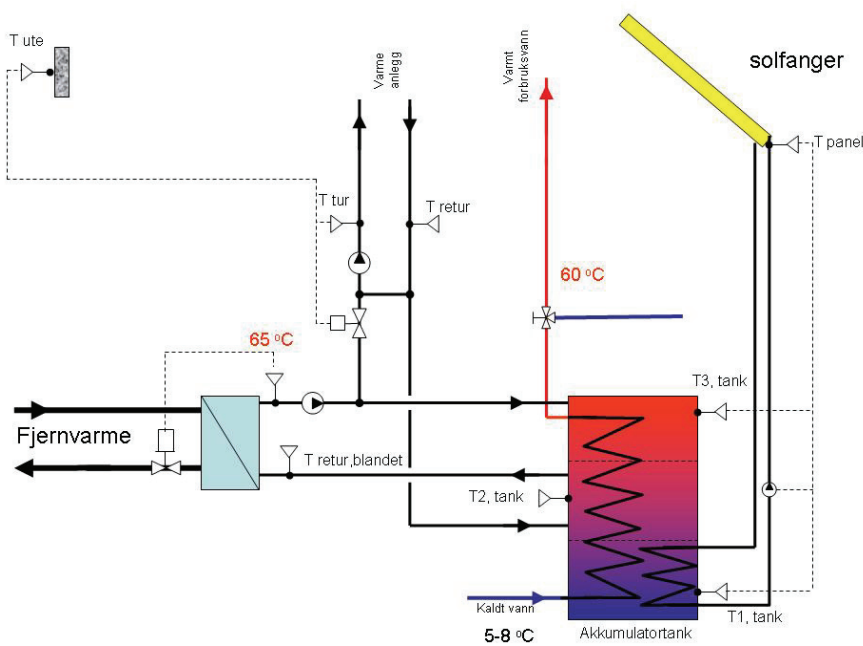 T ute
Varme
anlegg
Varmt
forbruksvann
solfanger
T panel
T tur
T retur
60 °C
65 °C
T3, tank
Fjernvarme
T retur,blandet
T2, tank
Kaldt vann
5-8 °C
Akkumulatortank
T1, tank